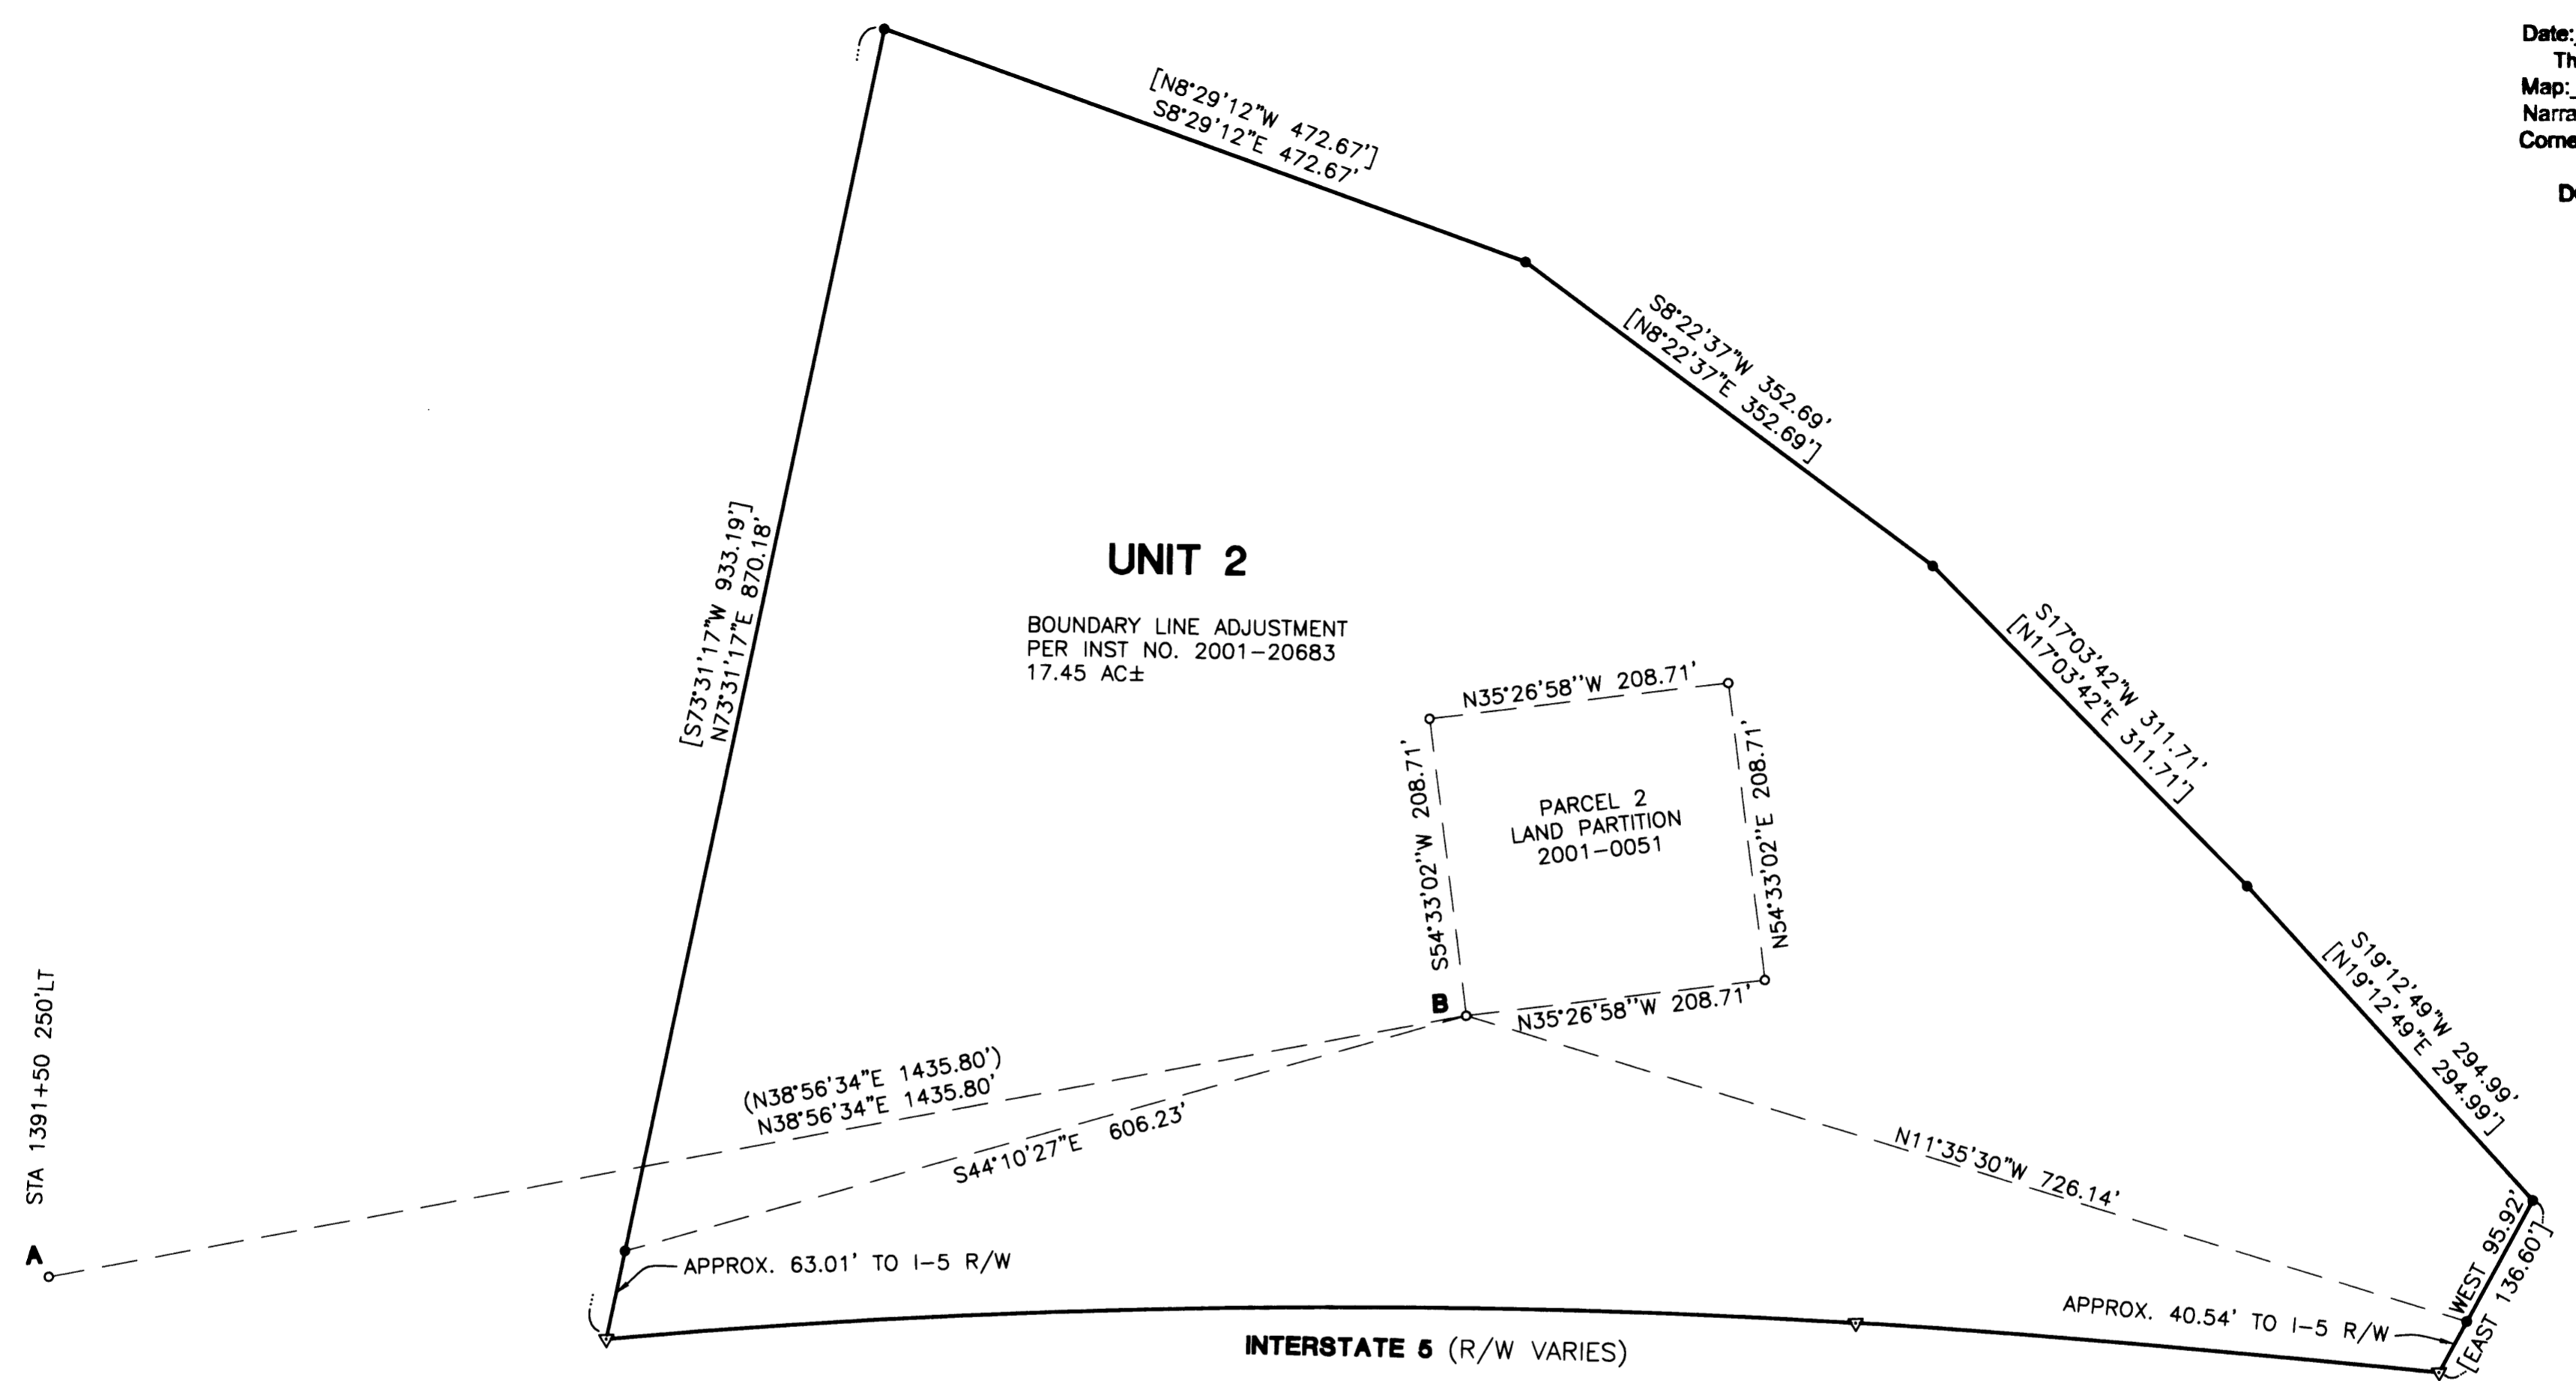 Date:
Th
Map:_
Narra
Corne
D
[N8°29'12"W 472.67']
S8°29'12"E 472.67'
S8°22'37"W 352.69'
[N8°22'37"E 352.69']
[S73°31'17"W 933.19']
N73°31'17"E 870.18'
UNIT 2
BOUNDARY LINE ADJUSTMENT
PER INST NO. 2001-20683
17.45 AC±
S17°03'42"W 311.71'
[N17°03'42"E 311.71']
N35°26'58''W 208.71'
S54°33'02''W 208.71'
PARCEL 2
LAND PARTITION
2001-0051
N54°33'02''E 208.71'
B
N35°26'58''W 208.71'
S19°12'49"W 294.99'
[N19°12'49"E 294.99']
STA 1391+50 250'LT
A
(N38°56'34"E 1435.80')
N38°56'34"E 1435.80'
S44°10'27"E 606.23'
N11°35'30"W 726.14'
WEST 95.92'
[EAST 136.60']
APPROX. 63.01' TO I-5 R/W
APPROX. 40.54' TO I-5 R/W
INTERSTATE 5 (R/W VARIES)